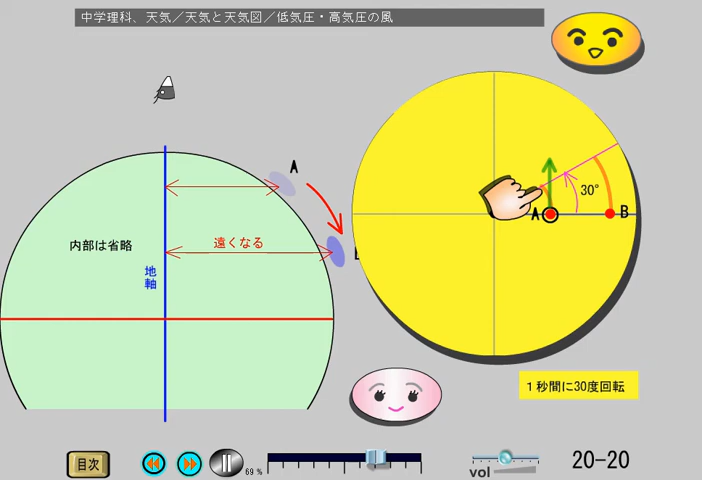 中学理科、天気／天気と天気図／低気圧・高気圧の風
A
30°
A
B
内部は省略
遠くなる
地軸
１秒間に30度回転
目次
69 %
vol
20-20